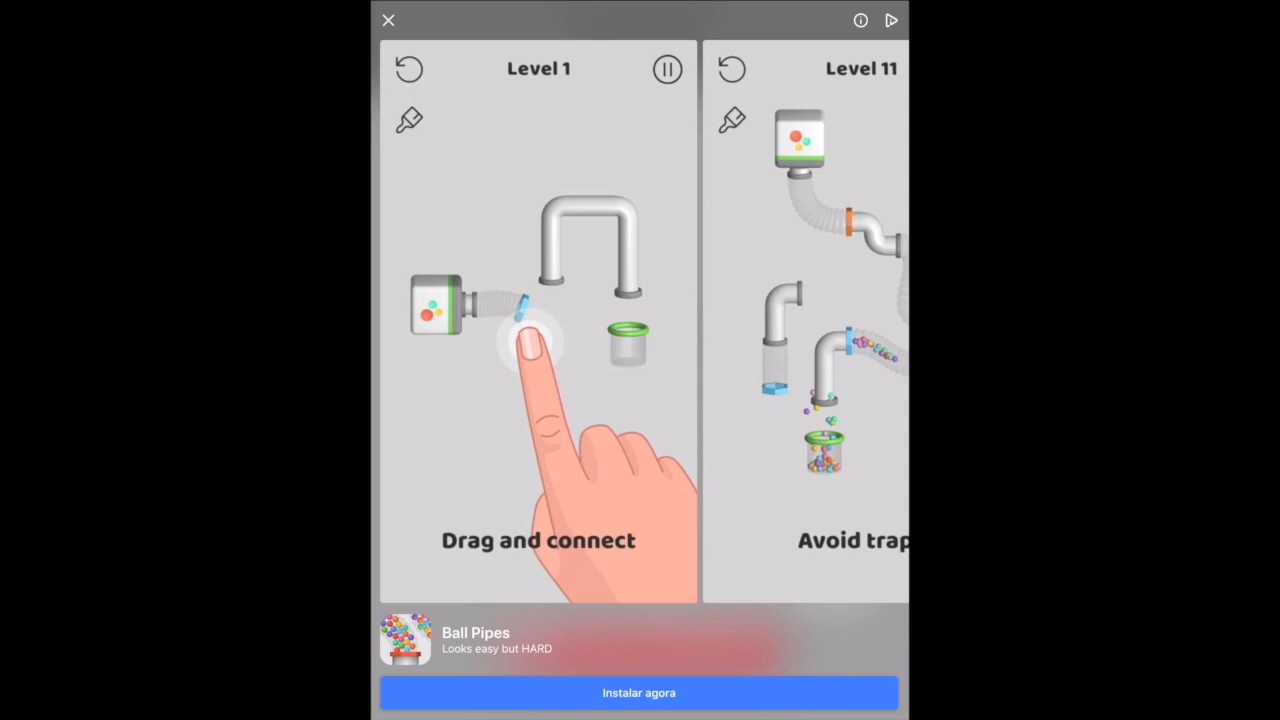 Level 1
Level 11
Drag and connect
Avoid trap
Ball Pipes
Looks easy but HARD
Instalar agora